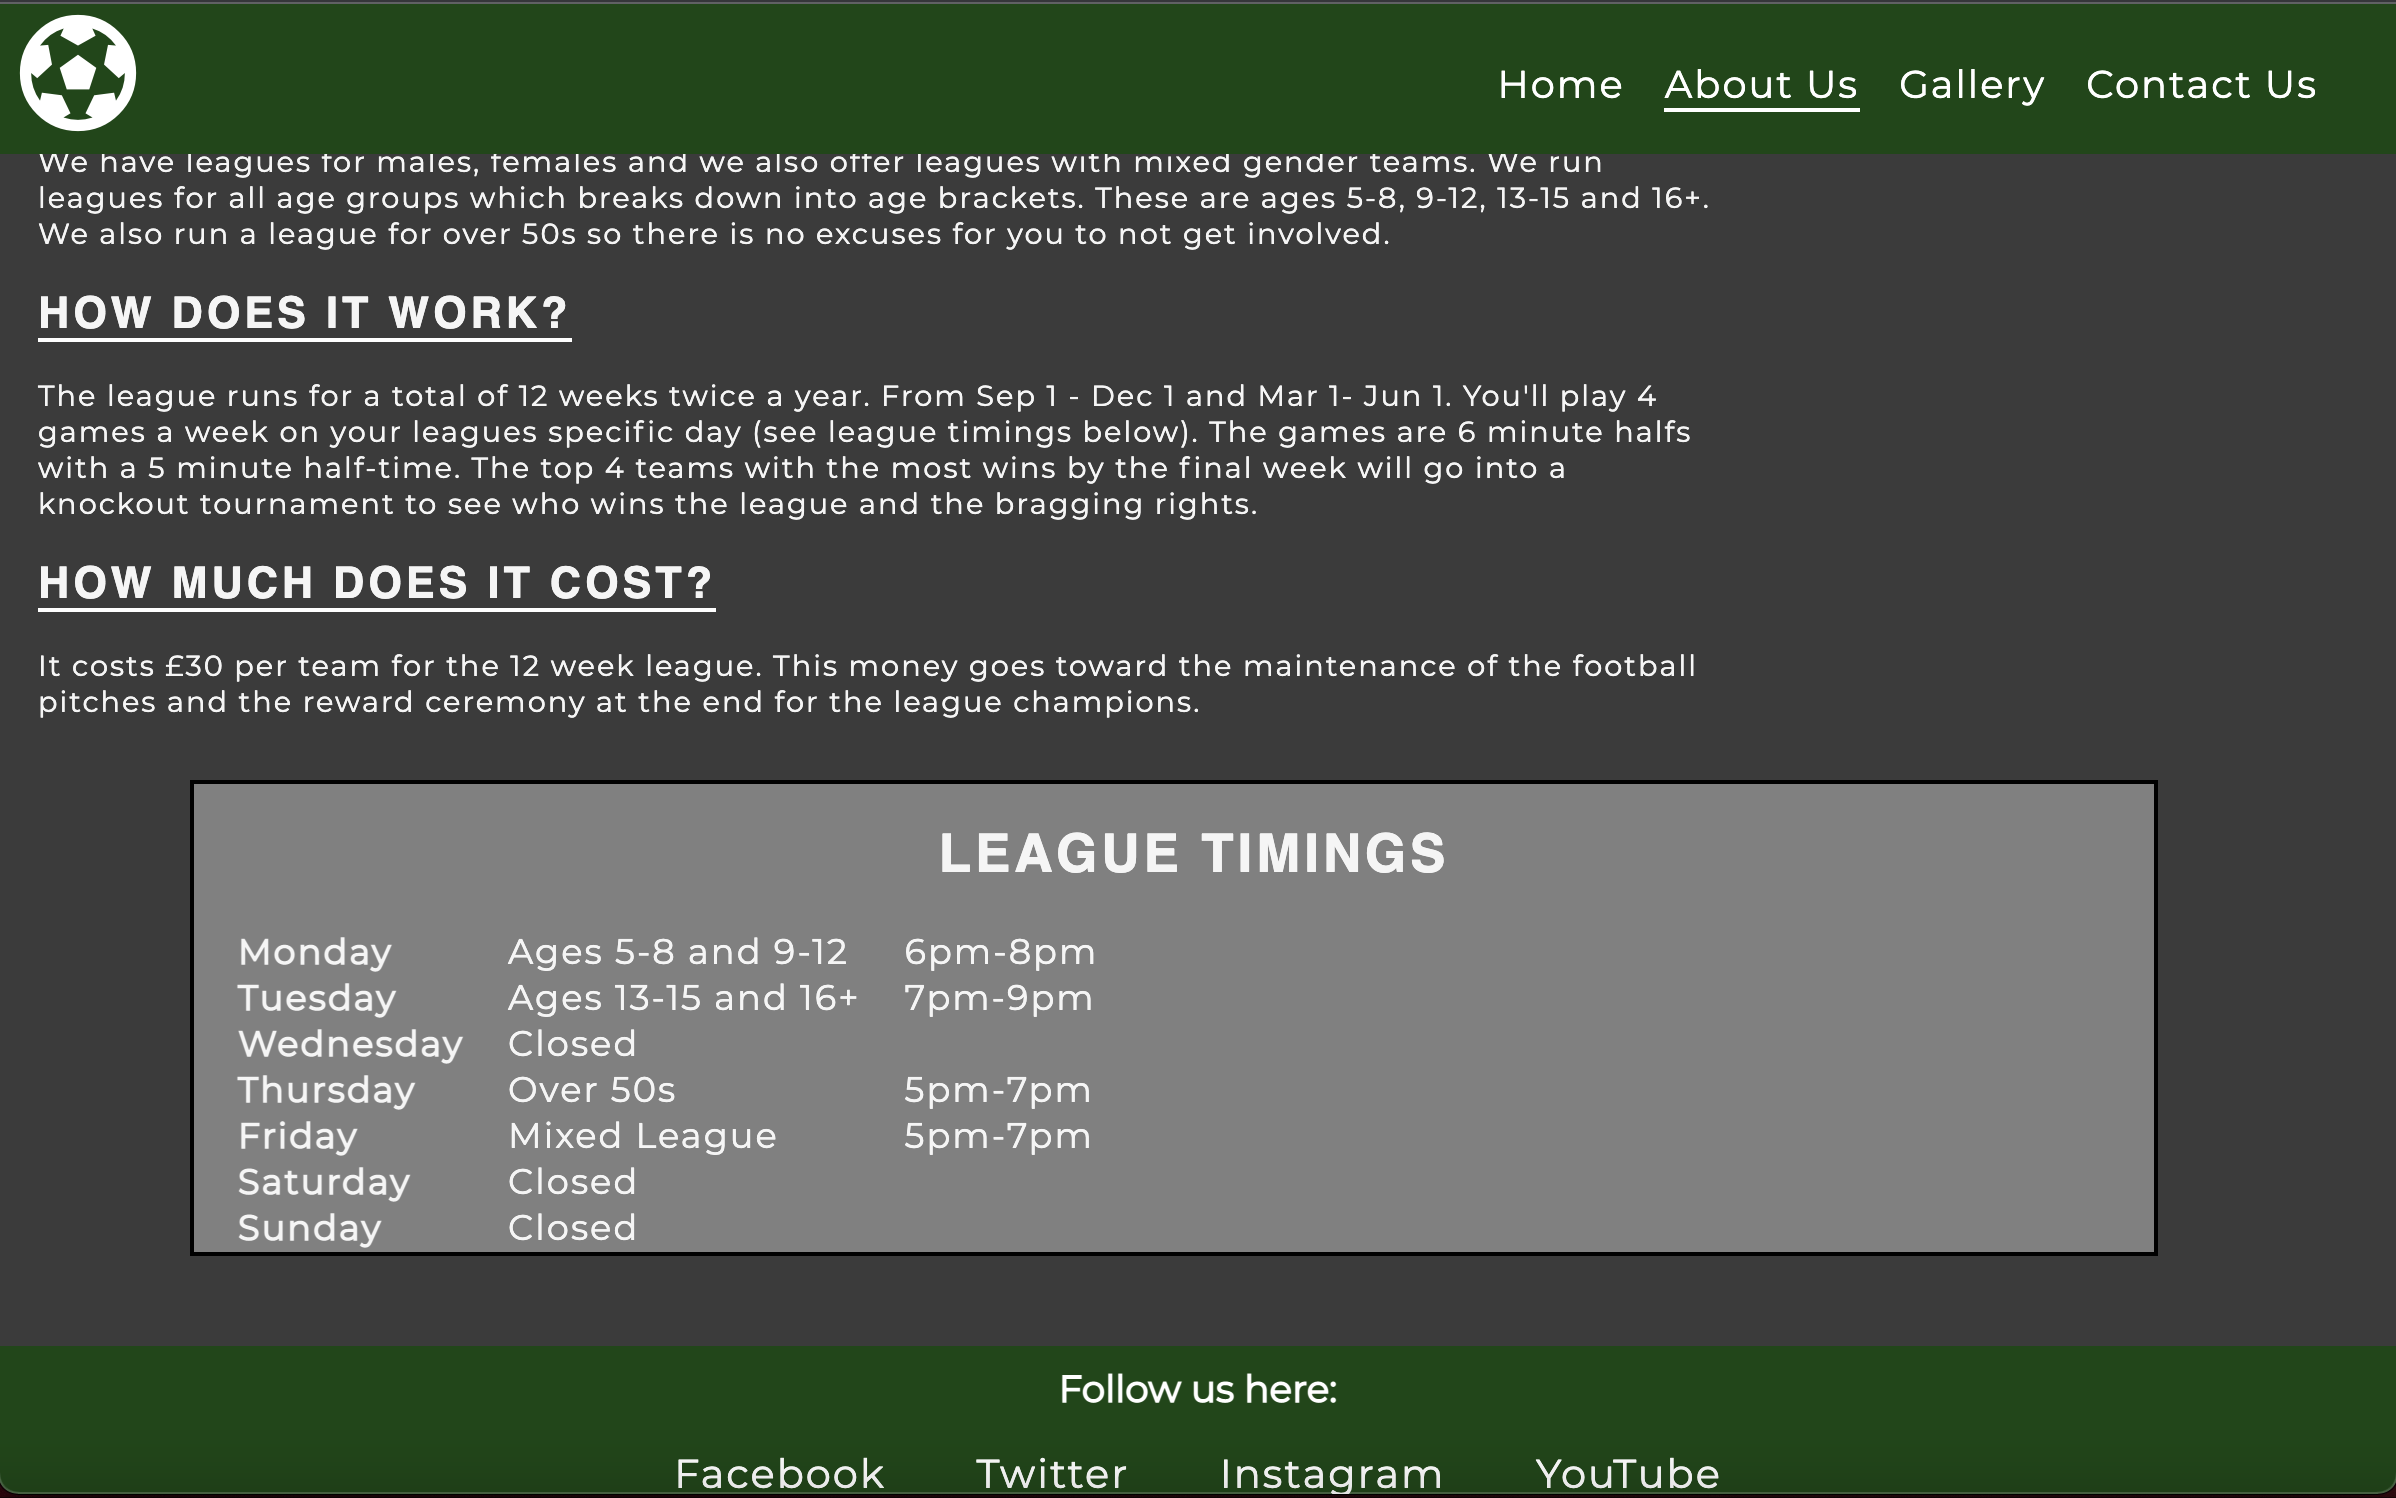 Home About Us Gallery Contact Us
We have leagues for males, females and we also offer leagues with mixed gender teams. We run
leagues for all age groups which breaks down into age brackets. These are ages 5-8, 9-12, 13-15 and 16+.
We also run a league for over 50s so there is no excuses for you to not get involved.
HOW DOES IT WORK?
The league runs for a total of 12 weeks twice a year. From Sep 1 - Dec 1 and Mar 1- Jun 1. You'll play 4
games a week on your leagues specific day (see league timings below). The games are 6 minute halfs
with a 5 minute half-time. The top 4 teams with the most wins by the final week will go into a
knockout tournament to see who wins the league and the bragging rights.
HOW MUCH DOES IT COST?
It costs £30 per team for the 12 week league. This money goes toward the maintenance of the football
pitches and the reward ceremony at the end for the league champions.
LEAGUE TIMINGS
Monday Ages 5-8 and 9-12 6pm-8pm
Tuesday Ages 13-15 and 16+ 7pm-9pm
Wednesday Closed
Thursday Over 50s 5pm-7pm
Friday Mixed League 5pm-7pm
Saturday Closed
Sunday Closed
Follow us here:
Facebook Twitter Instagram YouTube